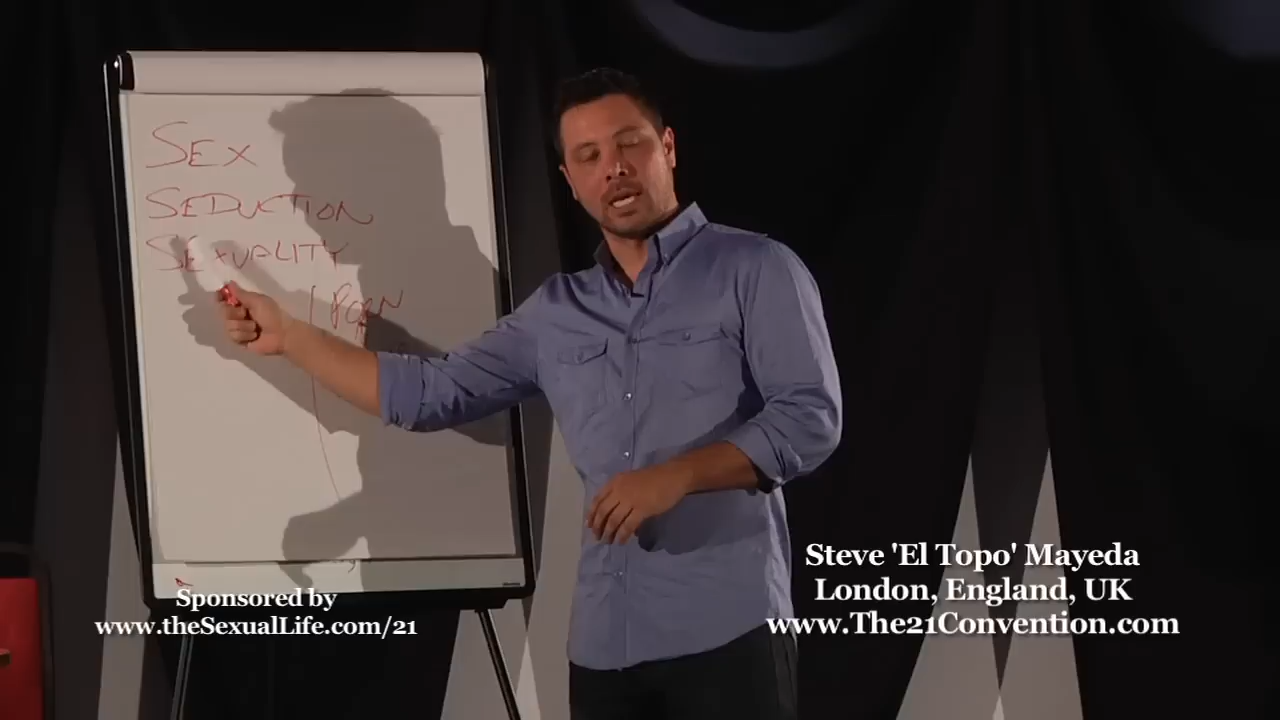 SEX
SEDUCTION
SEXUALITY
PORN
Sponsored by
www.theSexualLife.com/21
Steve 'El Topo' Mayeda
London, England, UK
www.The21Convention.com